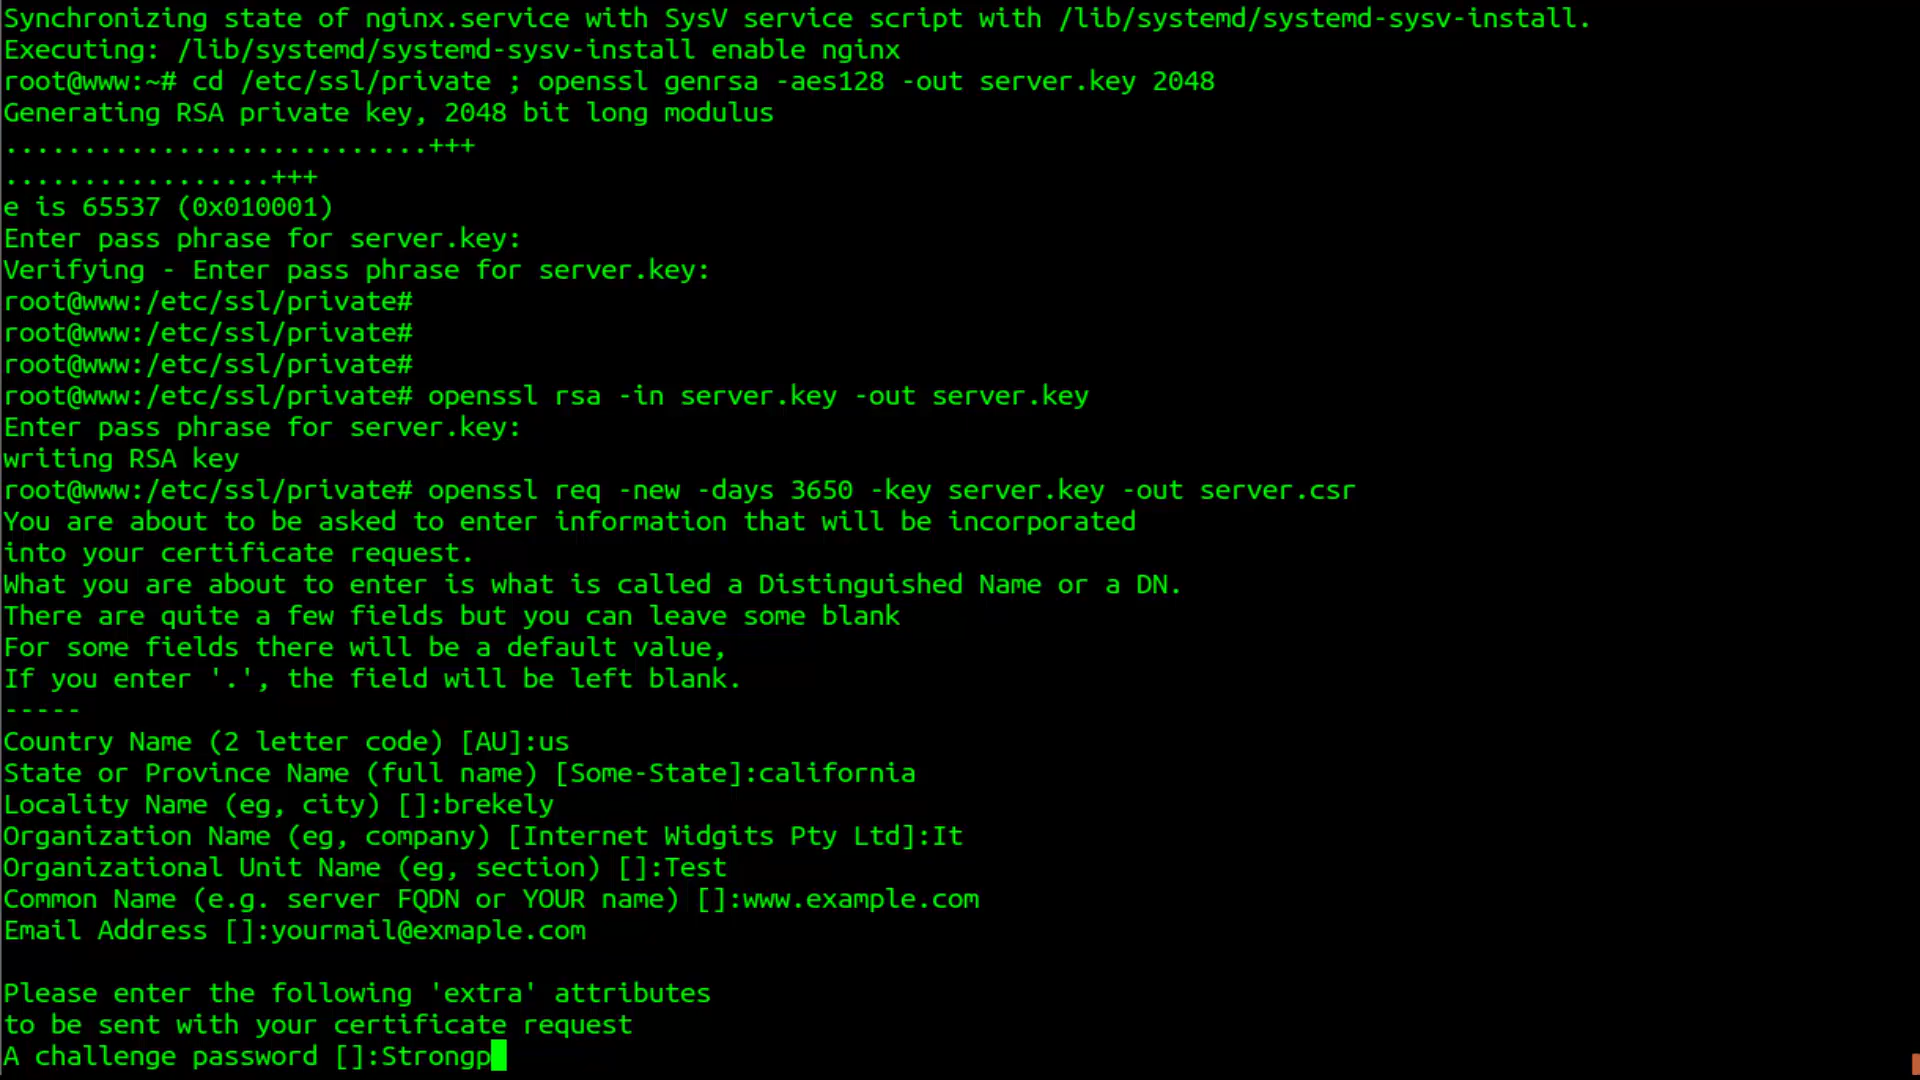 Synchronizing state of nginx.service with SysV service script with /lib/systemd/systemd-sysv-install.
Executing: /lib/systemd/systemd-sysv-install enable nginx
root@www:~# cd /etc/ssl/private ; openssl genrsa -aes128 -out server.key 2048
Generating RSA private key, 2048 bit long modulus
...........................+++
.................+++
e is 65537 (0x010001)
Enter pass phrase for server.key:
Verifying - Enter pass phrase for server.key:
root@www:/etc/ssl/private#
root@www:/etc/ssl/private#
root@www:/etc/ssl/private#
root@www:/etc/ssl/private# openssl rsa -in server.key -out server.key
Enter pass phrase for server.key:
writing RSA key
root@www:/etc/ssl/private# openssl req -new -days 3650 -key server.key -out server.csr
You are about to be asked to enter information that will be incorporated
into your certificate request.
What you are about to enter is what is called a Distinguished Name or a DN.
There are quite a few fields but you can leave some blank
For some fields there will be a default value,
If you enter '.', the field will be left blank.
-----
Country Name (2 letter code) [AU]:us
State or Province Name (full name) [Some-State]:california
Locality Name (eg, city) []:brekely
Organization Name (eg, company) [Internet Widgits Pty Ltd]:It
Organizational Unit Name (eg, section) []:Test
Common Name (e.g. server FQDN or YOUR name) []:www.example.com
Email Address []:yourmail@exmaple.com

Please enter the following 'extra' attributes
to be sent with your certificate request
A challenge password []:Strongp